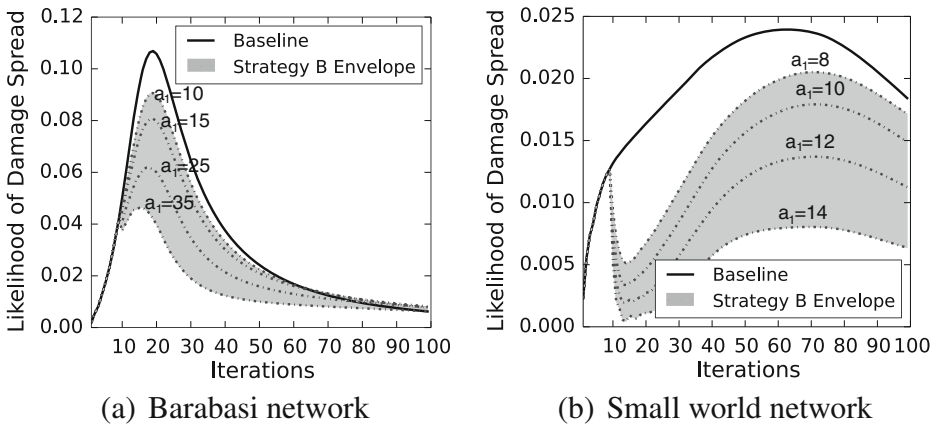 Likelihood of Damage Spread
0.12
0.10
0.08
0.06
0.04
0.02
0.00
Baseline
Strategy B Envelope
a₁=10
a₁=15
a₁=25
a₁=35
10 20 30 40 50 60 70 80 90 100
Iterations
(a) Barabasi network
Likelihood of Damage Spread
0.025
0.020
0.015
0.010
0.005
0.000
a₁=8
a₁=10
a₁=12
a₁=14
Baseline
Strategy B Envelope
10 20 30 40 50 60 70 80 90 100
Iterations
(b) Small world network